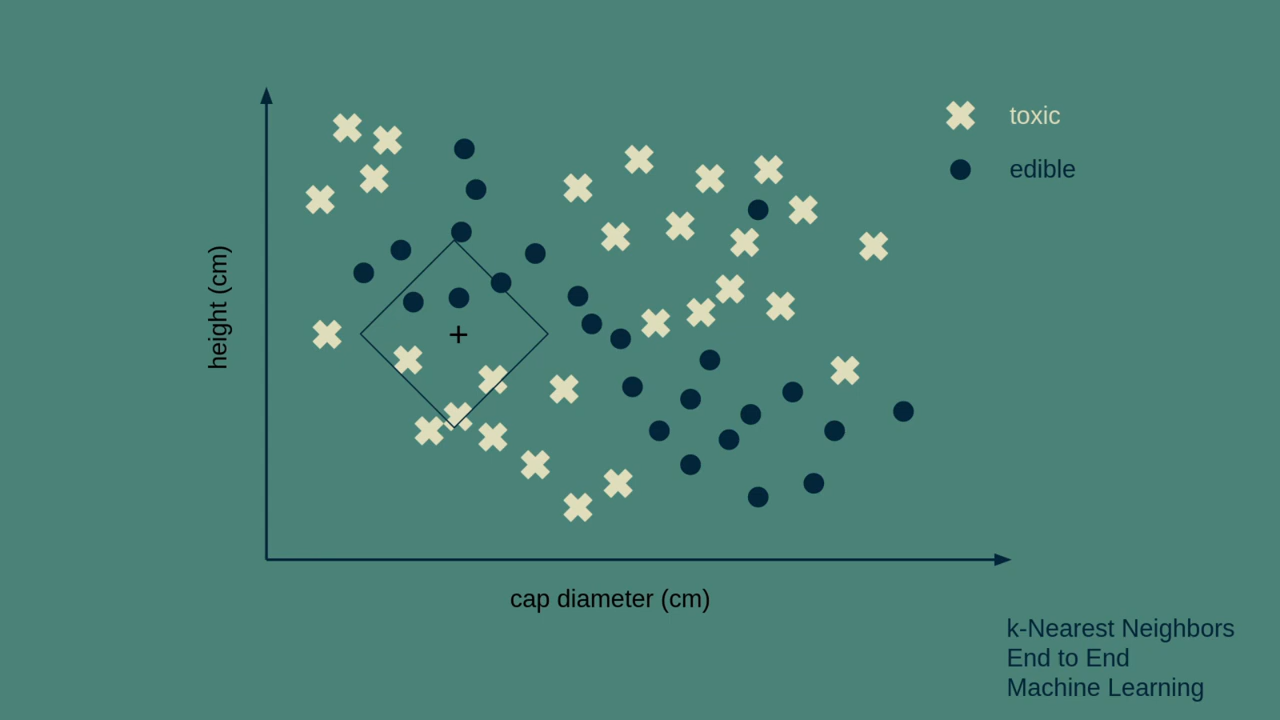 toxic
edible
height (cm)
cap diameter (cm)
k-Nearest Neighbors
End to End
Machine Learning